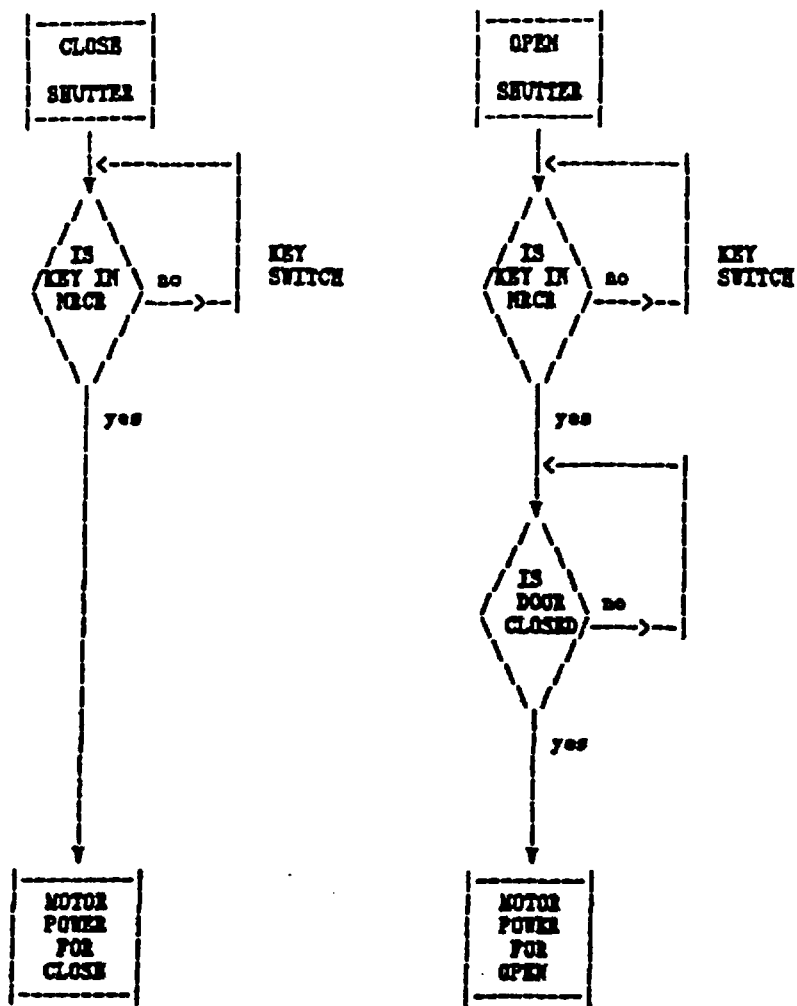 CLOSE
SHUTTER
IS
KEY IN
MRCR
no
KEY
SWITCH
yes
MOTOR
POWER
FOR
CLOSE
OPEN
SHUTTER
IS
KEY IN
MRCR
no
KEY
SWITCH
yes
IS
DOOR
CLOSED
no
yes
MOTOR
POWER
FOR
OPEN